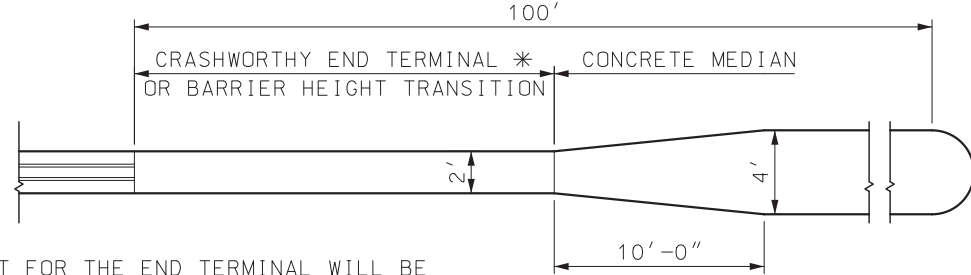 100'
CRASHWORTHY END TERMINAL *
OR BARRIER HEIGHT TRANSITION
CONCRETE MEDIAN
2'
4'
10'-0"
FOR THE END TERMINAL WILL BE